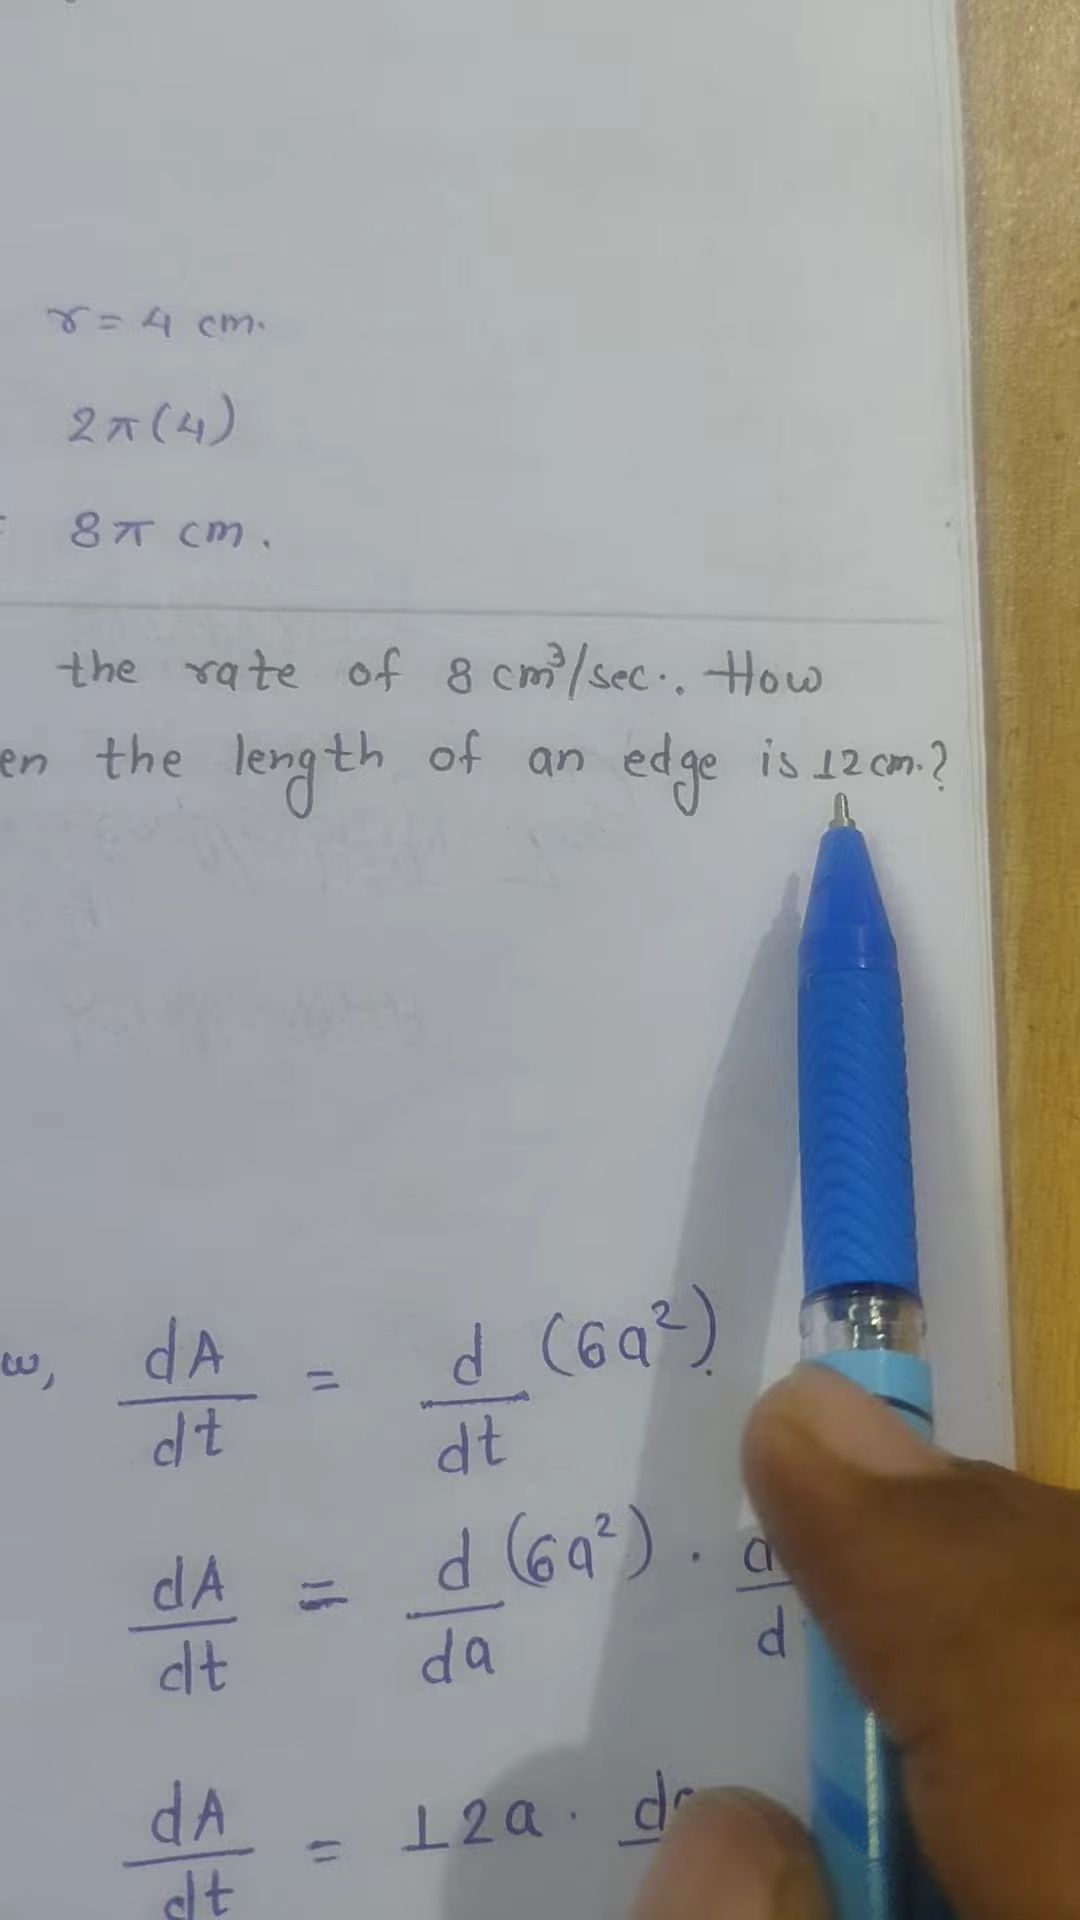 r = 4 cm.
2π(4)
= 8π cm.
the rate of 8 cm³/sec.. How
en the length of an edge is 12 cm.?
w, dA/dt = d/dt (6a²).
dA/dt = d/da (6a²) · d/d
dA/dt = 12a · d